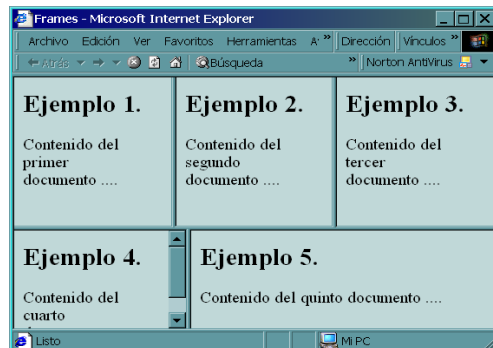 Frames - Microsoft Internet Explorer
Archivo Edición Ver Favoritos Herramientas Dirección Vínculos
Atrás Búsqueda Norton AntiVirus
Ejemplo 1.
Contenido del
primer
documento ....
Ejemplo 2.
Contenido del
segundo
documento ....
Ejemplo 3.
Contenido del
tercer
documento ....
Ejemplo 4.
Contenido del
cuarto
Ejemplo 5.
Contenido del quinto documento ....
Listo Mi PC